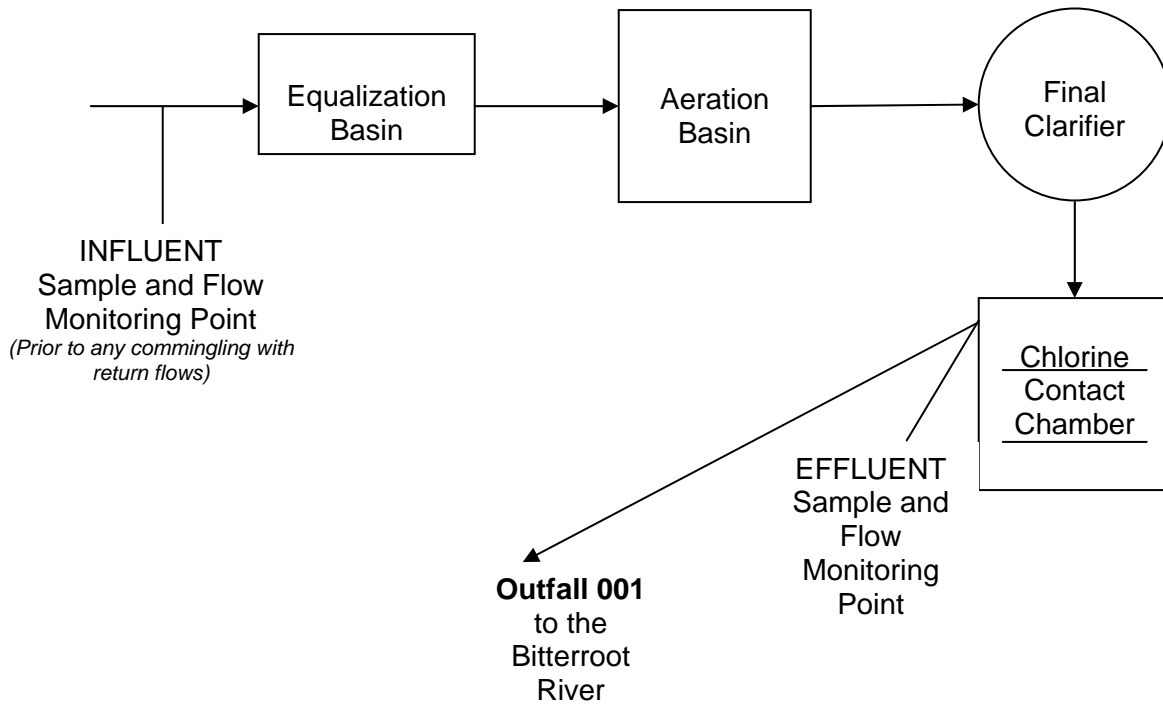 Equalization
Basin
Aeration
Basin
Final
Clarifier
INFLUENT
Sample and Flow
Monitoring Point
(Prior to any commingling with
return flows)
Chlorine
Contact
Chamber
EFFLUENT
Sample and
Flow
Monitoring
Point
Outfall 001
to the
Bitterroot
River